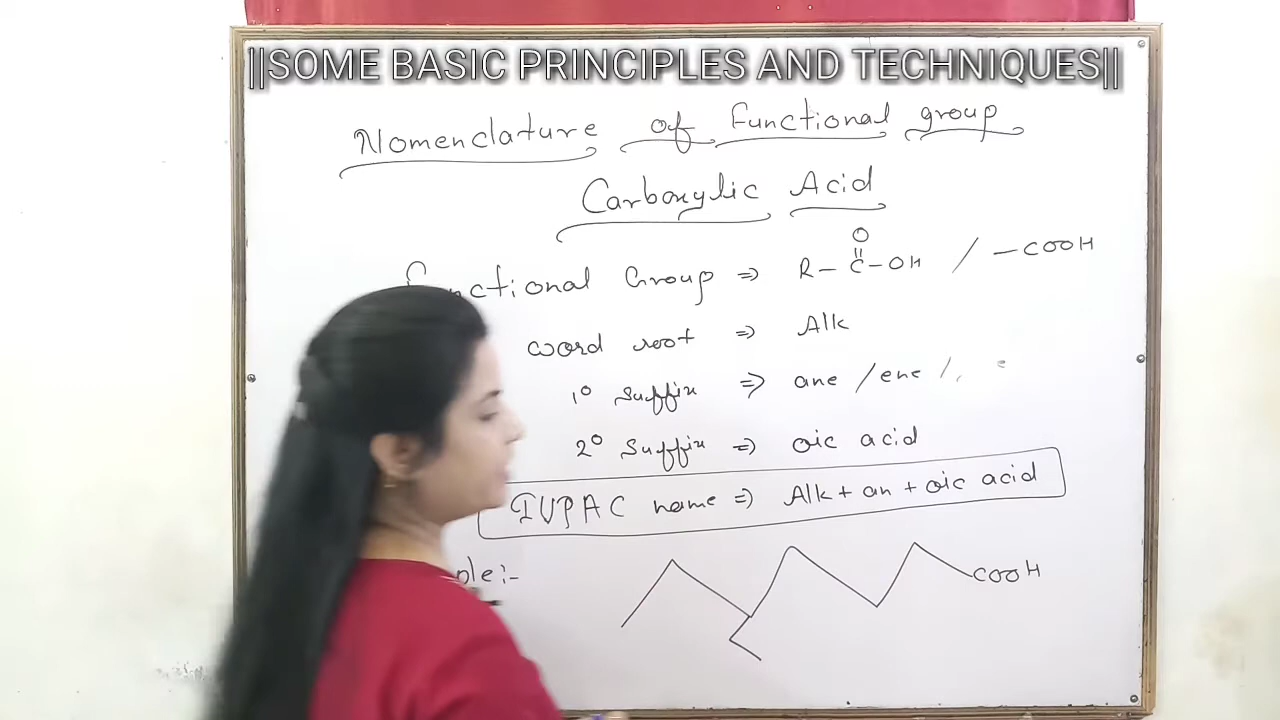 ||SOME BASIC PRINCIPLES AND TECHNIQUES||
Nomenclature of Functional group
Carboxylic Acid
Functional Group ⇒ R-C-OH / -COOH
O
word root ⇒ Alk
1° Suffix ⇒ ane / ene /
2° Suffix ⇒ oic acid
IUPAC name ⇒ Alk + an + oic acid
ple:-
COOH